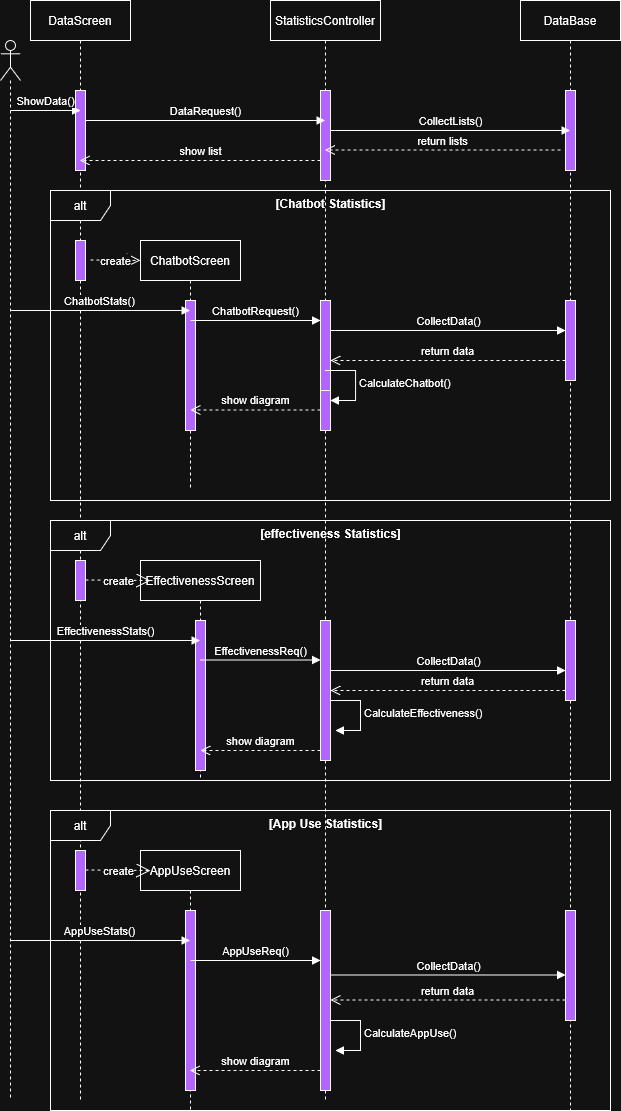 DataScreen
StatisticsController
DataBase
ShowData()
DataRequest()
CollectLists()
return lists
show list
alt
[Chatbot Statistics]
create
ChatbotScreen
ChatbotStats()
ChatbotRequest()
CollectData()
return data
CalculateChatbot()
show diagram
alt
[effectiveness Statistics]
create
EffectivenessScreen
EffectivenessStats()
EffectivenessReq()
CollectData()
return data
CalculateEffectiveness()
show diagram
alt
[App Use Statistics]
create
AppUseScreen
AppUseStats()
AppUseReq()
CollectData()
return data
CalculateAppUse()
show diagram